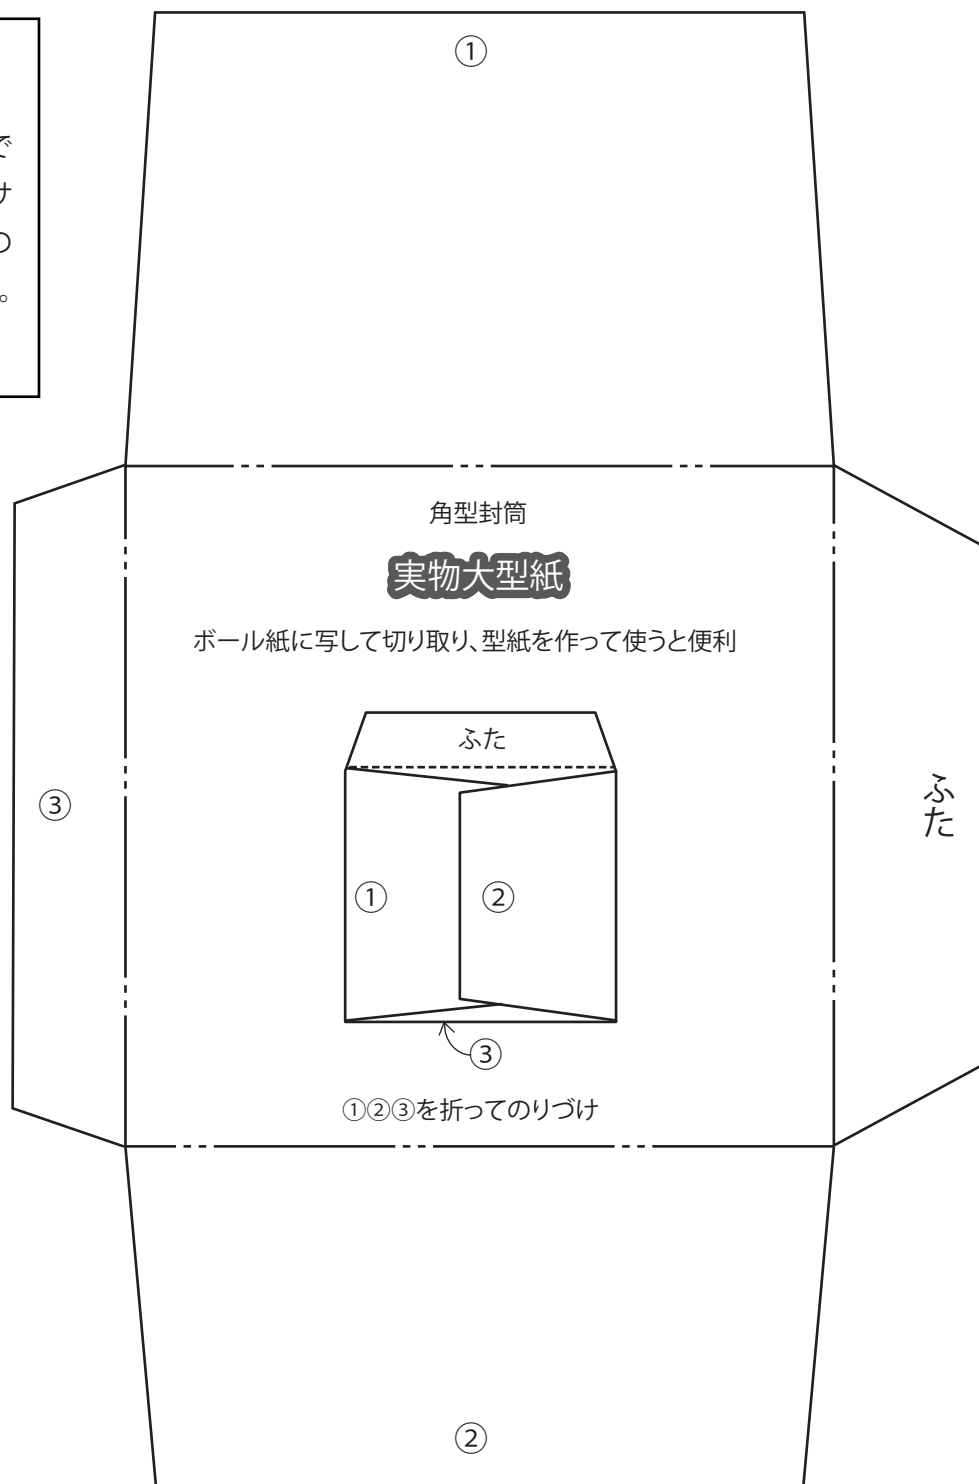 ①
で
の
。
角型封筒
実物大型紙
ボール紙に写して切り取り、型紙を作って使うと便利
ふた
③
ふた
①
②
③
①②③を折ってのりづけ
②